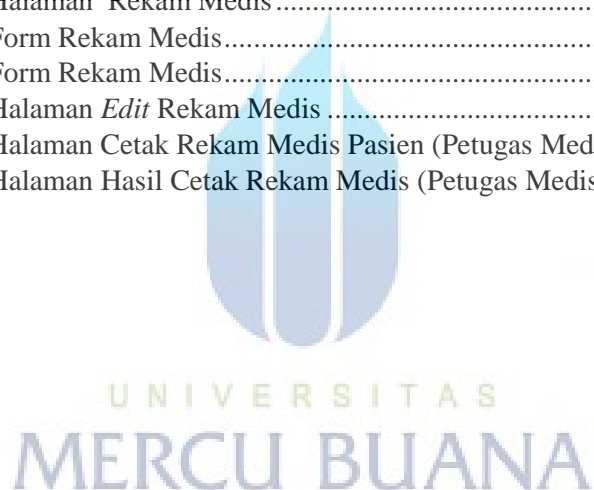 Halaman Rekam Medis................................................
Form Rekam Medis.......................................................
Form Rekam Medis.......................................................
Halaman Edit Rekam Medis ........................................
Halaman Cetak Rekam Medis Pasien (Petugas Med
Halaman Hasil Cetak Rekam Medis (Petugas Medis
UNIVERSITAS
MERCU BUANA